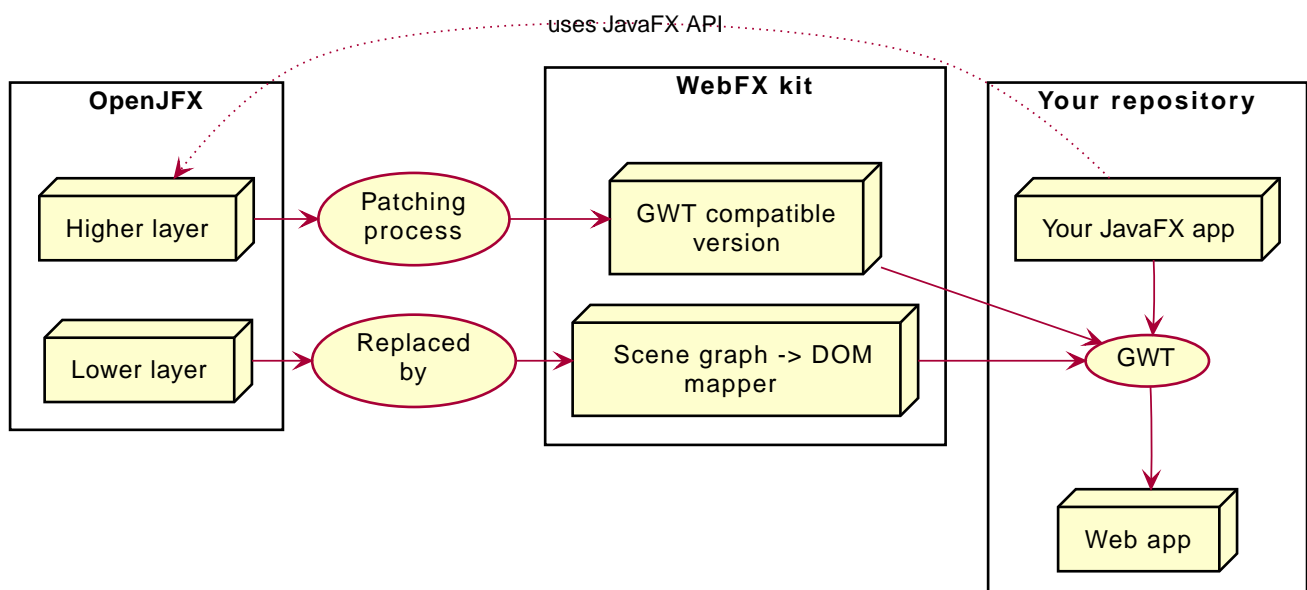 uses JavaFX API
OpenJFX
WebFX kit
Your repository
Higher layer
Patching
process
GWT compatible
version
Your JavaFX app
Lower layer
Replaced
by
Scene graph -> DOM
mapper
GWT
Web app